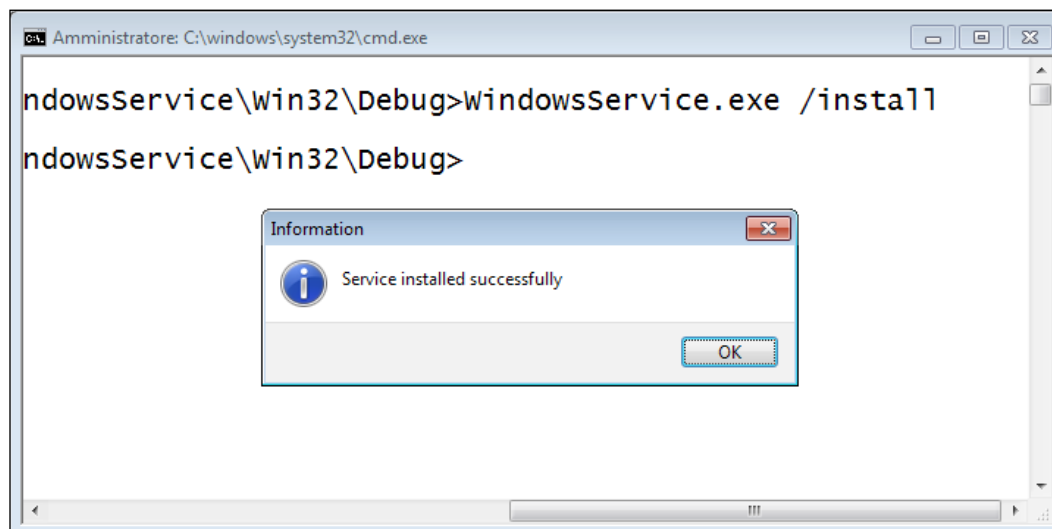 Amministratore: C:\windows\system32\cmd.exe
ndowsService\Win32\Debug>WindowsService.exe /install
ndowsService\Win32\Debug>
Information
Service installed successfully
OK